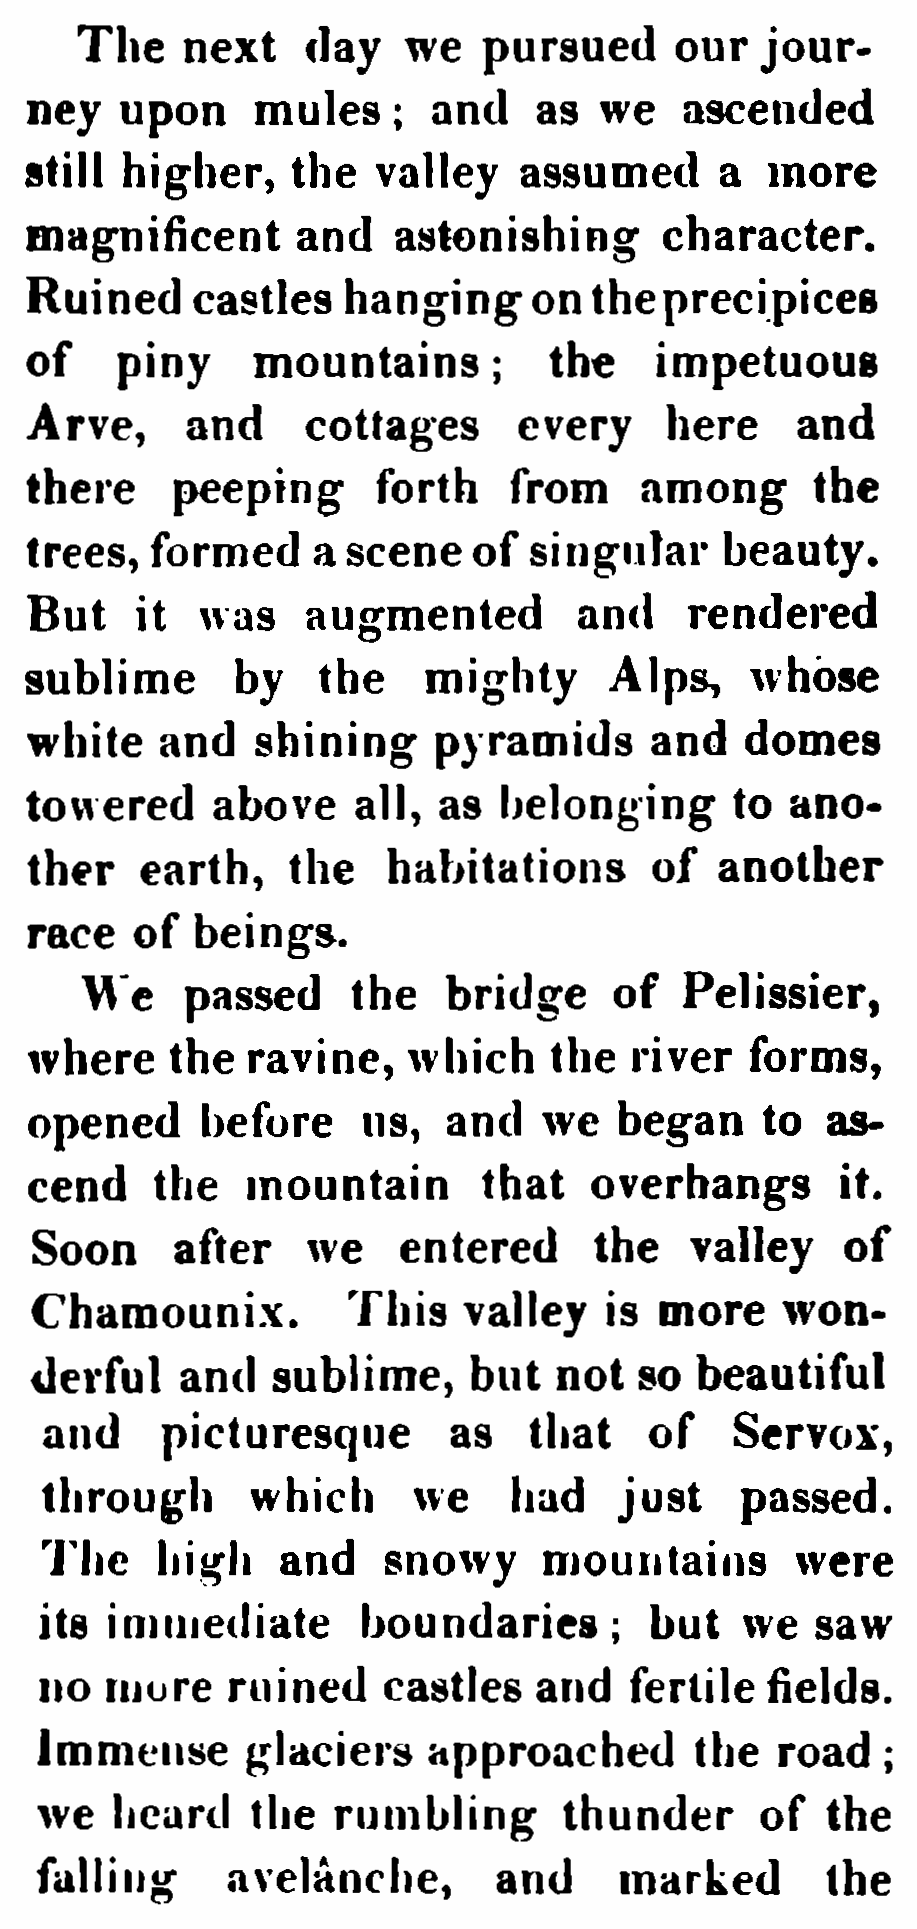 The next day we pursued our jour-
ney upon mules; and as we ascended
still higher, the valley assumed a more
magnificent and astonishing character.
Ruined castles hanging on the precipices
of piny mountains; the impetuous
Arve, and cottages every here and
there peeping forth from among the
trees, formed a scene of singular beauty.
But it was augmented and rendered
sublime by the mighty Alps, whose
white and shining pyramids and domes
towered above all, as belonging to ano-
ther earth, the habitations of another
race of beings.
We passed the bridge of Pelissier,
where the ravine, which the river forms,
opened before us, and we began to as-
cend the mountain that overhangs it.
Soon after we entered the valley of
Chamounix. This valley is more won-
derful and sublime, but not so beautiful
and picturesque as that of Servox,
through which we had just passed.
The high and snowy mountains were
its immediate boundaries; but we saw
no more ruined castles and fertile fields.
Immense glaciers approached the road;
we heard the rumbling thunder of the
falling avelânche, and marked the